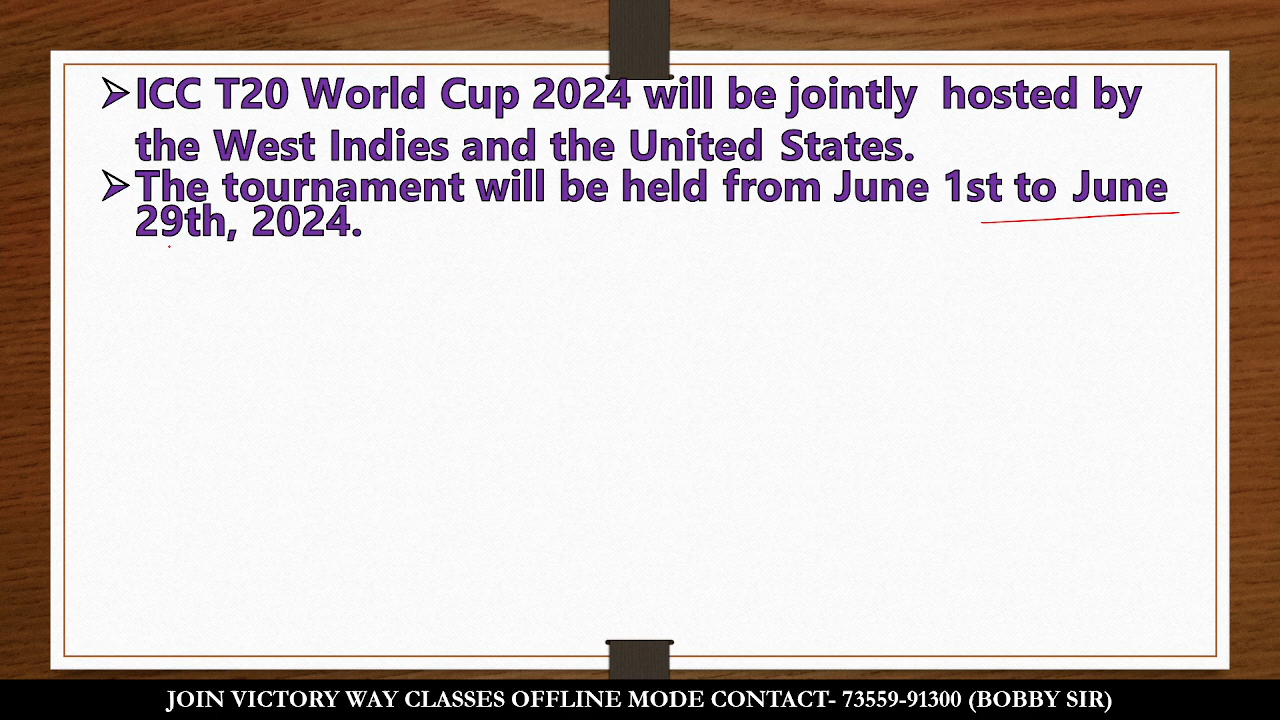 ➢ICC T20 World Cup 2024 will be jointly hosted by
the West Indies and the United States.
➢The tournament will be held from June 1st to June
29th, 2024.
JOIN VICTORY WAY CLASSES OFFLINE MODE CONTACT- 73559-91300 (BOBBY SIR)